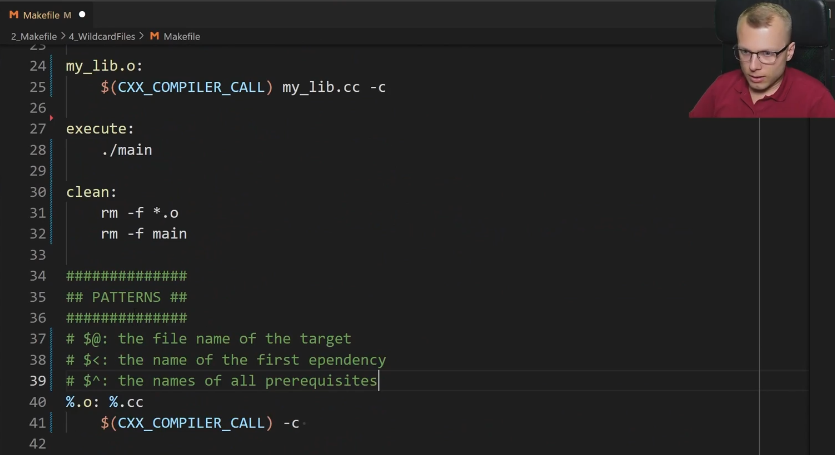 Makefile M
2_Makefile > 4_WildcardFiles > Makefile
23
24 my_lib.o:
25 $(CXX_COMPILER_CALL) my_lib.cc -c
26
27 execute:
28 ./main
29
30 clean:
31 rm -f *.o
32 rm -f main
33
34 ##############
35 ## PATTERNS ##
36 ##############
37 # $@: the file name of the target
38 # $<: the name of the first ependency
39 # $^: the names of all prerequisites
40 %.o: %.cc
41 $(CXX_COMPILER_CALL) -c
42